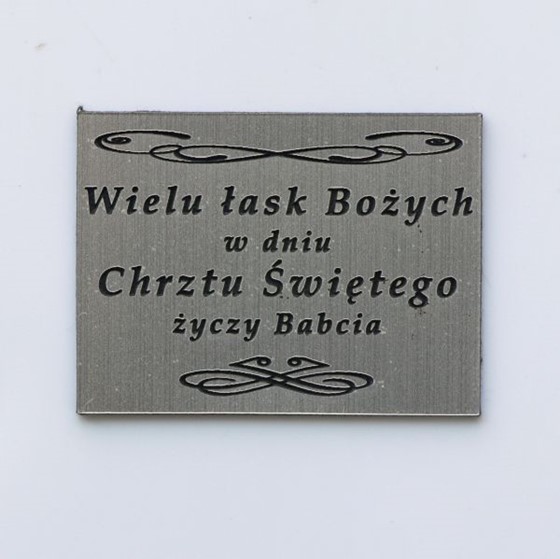 Wielu łask Bożych
w dniu
Chrztu Świętego
życzy Babcia